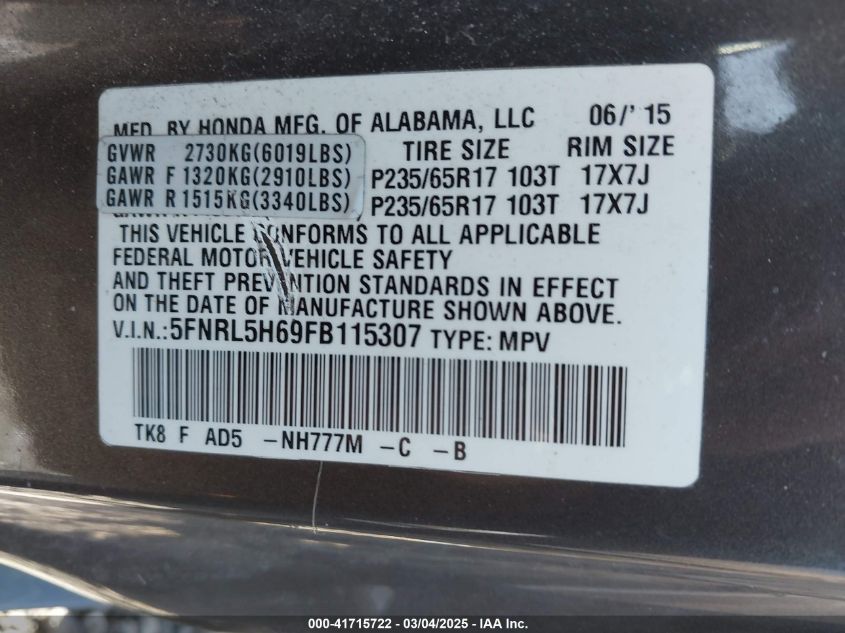 MFD. BY HONDA MFG. OF ALABAMA, LLC 06/' 15
GVWR 2730KG(6019LBS) TIRE SIZE RIM SIZE
GAWR F 1320KG(2910LBS) P235/65R17 103T 17X7J
GAWR R 1515KG(3340LBS) P235/65R17 103T 17X7J
THIS VEHICLE CONFORMS TO ALL APPLICABLE
FEDERAL MOTOR VEHICLE SAFETY
AND THEFT PREVENTION STANDARDS IN EFFECT
ON THE DATE OF MANUFACTURE SHOWN ABOVE.
V.I.N.:5FNRL5H69FB115307 TYPE: MPV
TK8 F AD5 -NH777M -C -B
000-41715722 - 03/04/2025 - IAA Inc.